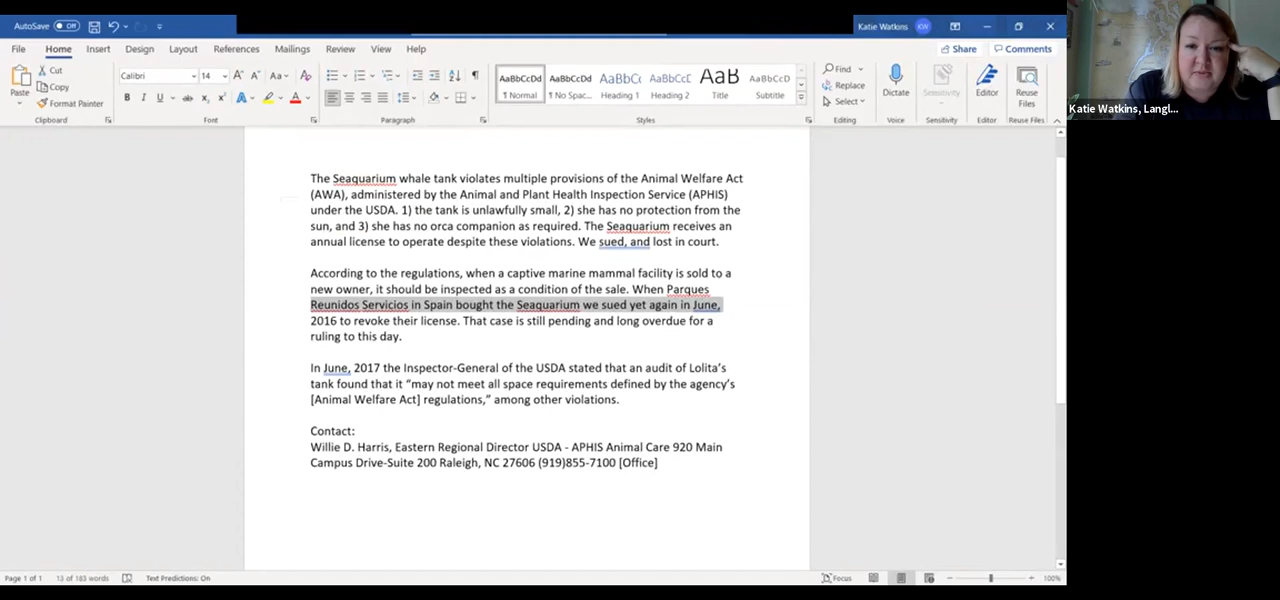 AutoSave Off
Katie Watkins KW
File Home Insert Design Layout References Mailings Review View Help
Share Comments
Paste
Cut
Copy
Format Painter
Clipboard
Calibri 14
Font
Paragraph
AaBbCcDd AaBbCcDd AaBbC AaBbCcC AaB AaBbCcD
¶ Normal ¶ No Spac... Heading 1 Heading 2 Title Subtitle
Styles
Find
Replace
Select
Editing
Dictate
Voice
Sensitivity
Sensitivity
Editor
Editor
Reuse Files
Reuse Files
Katie Watkins, Langl...
The Seaquarium whale tank violates multiple provisions of the Animal Welfare Act
(AWA), administered by the Animal and Plant Health Inspection Service (APHIS)
under the USDA. 1) the tank is unlawfully small, 2) she has no protection from the
sun, and 3) she has no orca companion as required. The Seaquarium receives an
annual license to operate despite these violations. We sued, and lost in court.
According to the regulations, when a captive marine mammal facility is sold to a
new owner, it should be inspected as a condition of the sale. When Parques
Reunidos Servicios in Spain bought the Seaquarium we sued yet again in June,
2016 to revoke their license. That case is still pending and long overdue for a
ruling to this day.
In June, 2017 the Inspector-General of the USDA stated that an audit of Lolita’s
tank found that it “may not meet all space requirements defined by the agency’s
[Animal Welfare Act] regulations,” among other violations.
Contact:
Willie D. Harris, Eastern Regional Director USDA - APHIS Animal Care 920 Main
Campus Drive-Suite 200 Raleigh, NC 27606 (919)855-7100 [Office]
Page 1 of 1 13 of 183 words Text Predictions: On
Focus 100%